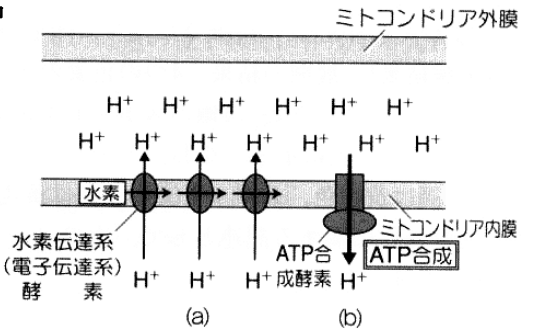 ミトコンドリア外膜
H⁺ H⁺ H⁺ H⁺ H⁺ H⁺
H⁺ H⁺ H⁺ H⁺ H⁺ H⁺ H⁺
水素
ミトコンドリア内膜
水素伝達系
(電子伝達系)
酵 素
H⁺ H⁺ H⁺
ATP合
成酵素
ATP合成
H⁺
(a) (b)